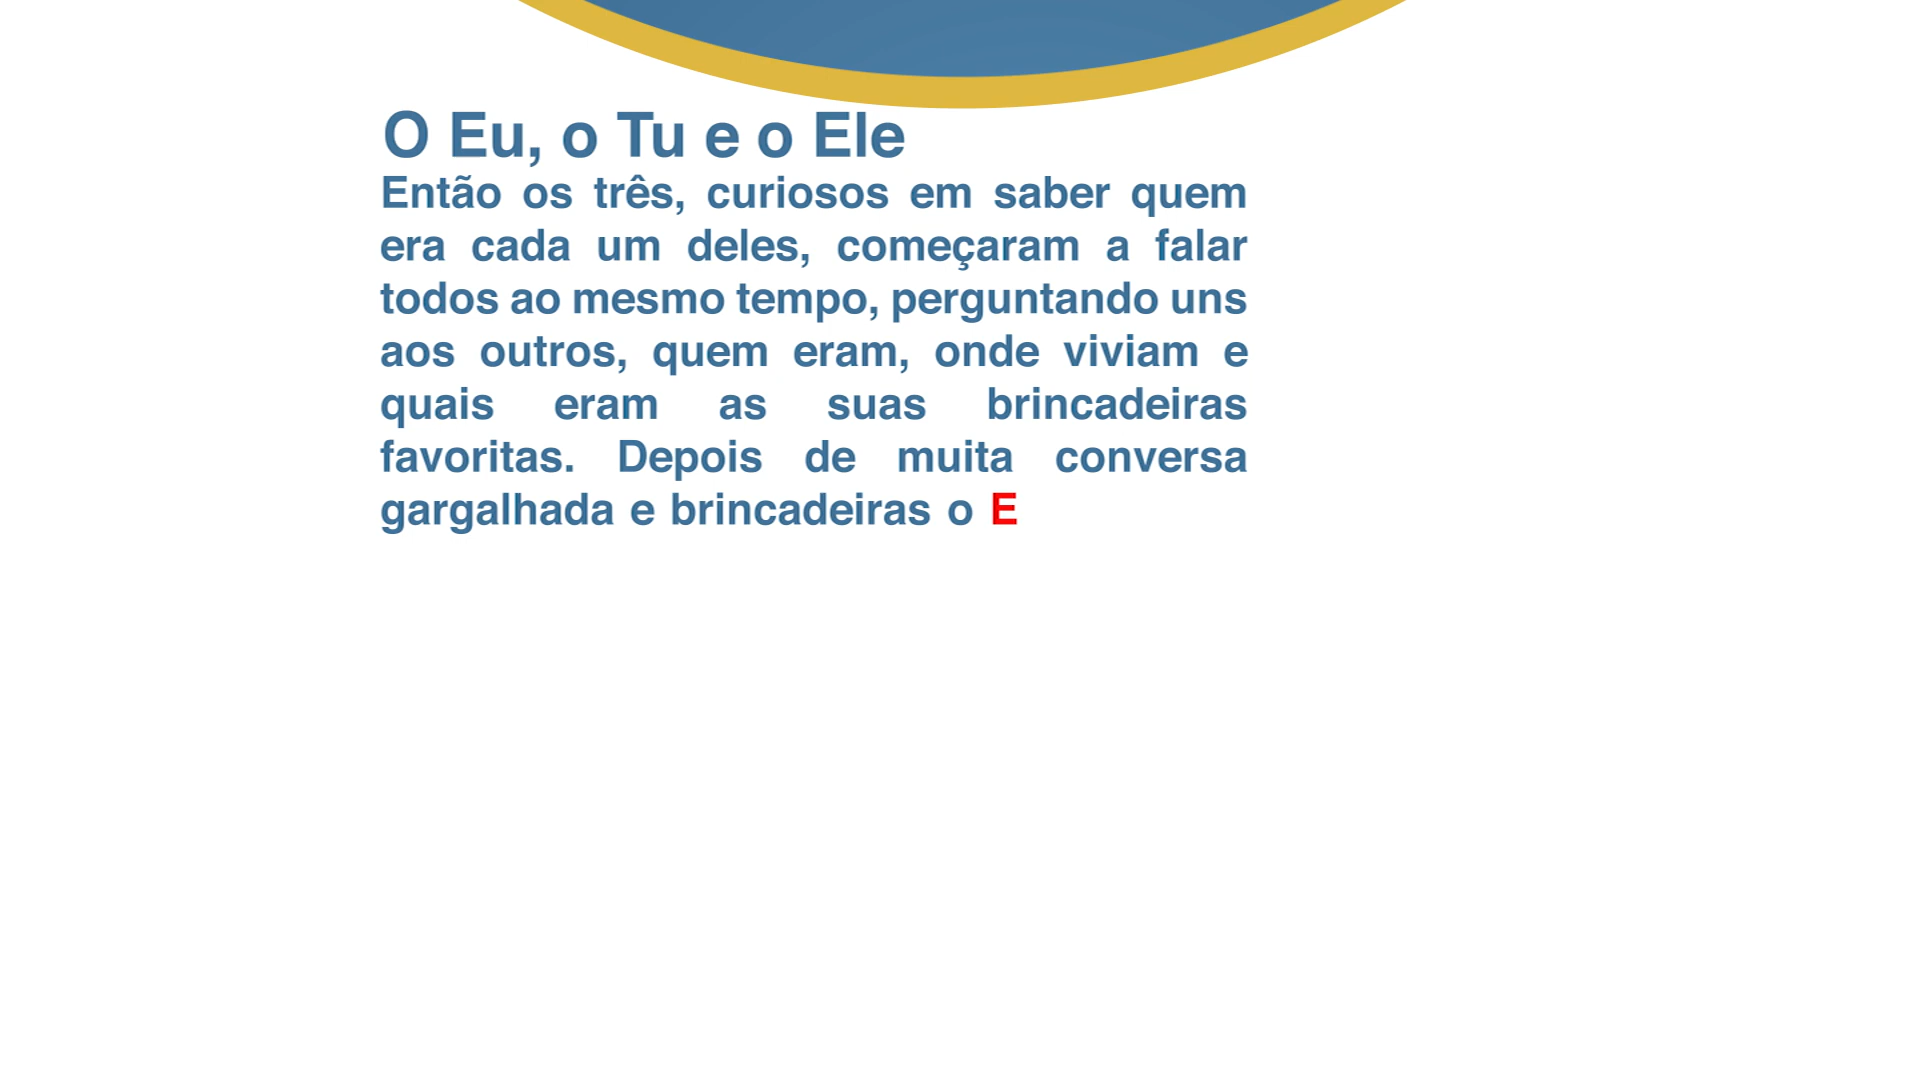 O Eu, o Tu e o Ele
Então os três, curiosos em saber quem
era cada um deles, começaram a falar
todos ao mesmo tempo, perguntando uns
aos outros, quem eram, onde viviam e
quais eram as suas brincadeiras
favoritas. Depois de muita conversa
gargalhada e brincadeiras o E